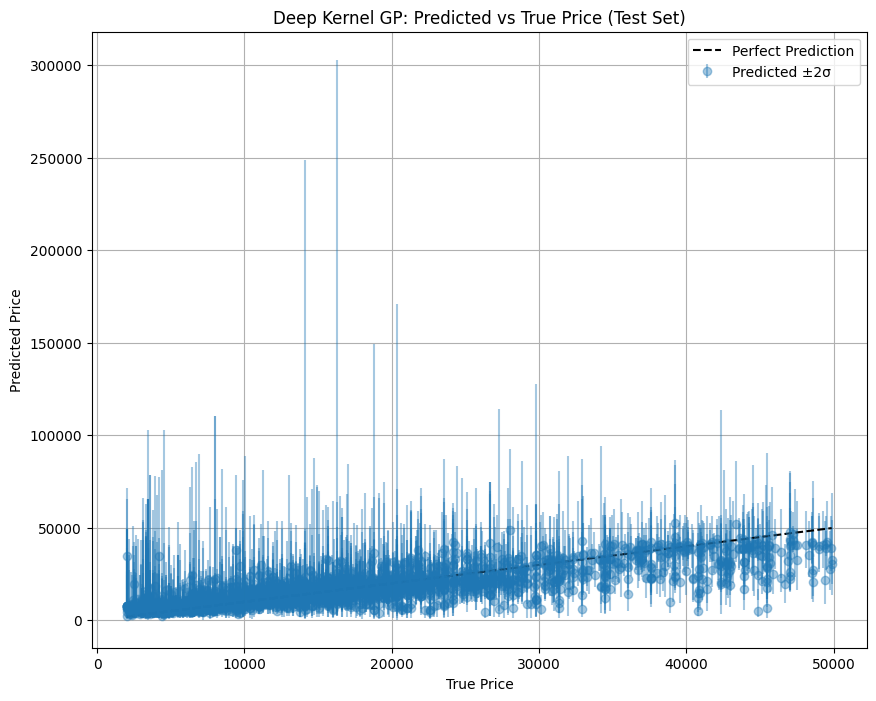 Deep Kernel GP: Predicted vs True Price (Test Set)
Perfect Prediction
Predicted ±2σ
300000
250000
200000
150000
100000
50000
0
Predicted Price
0 10000 20000 30000 40000 50000
True Price